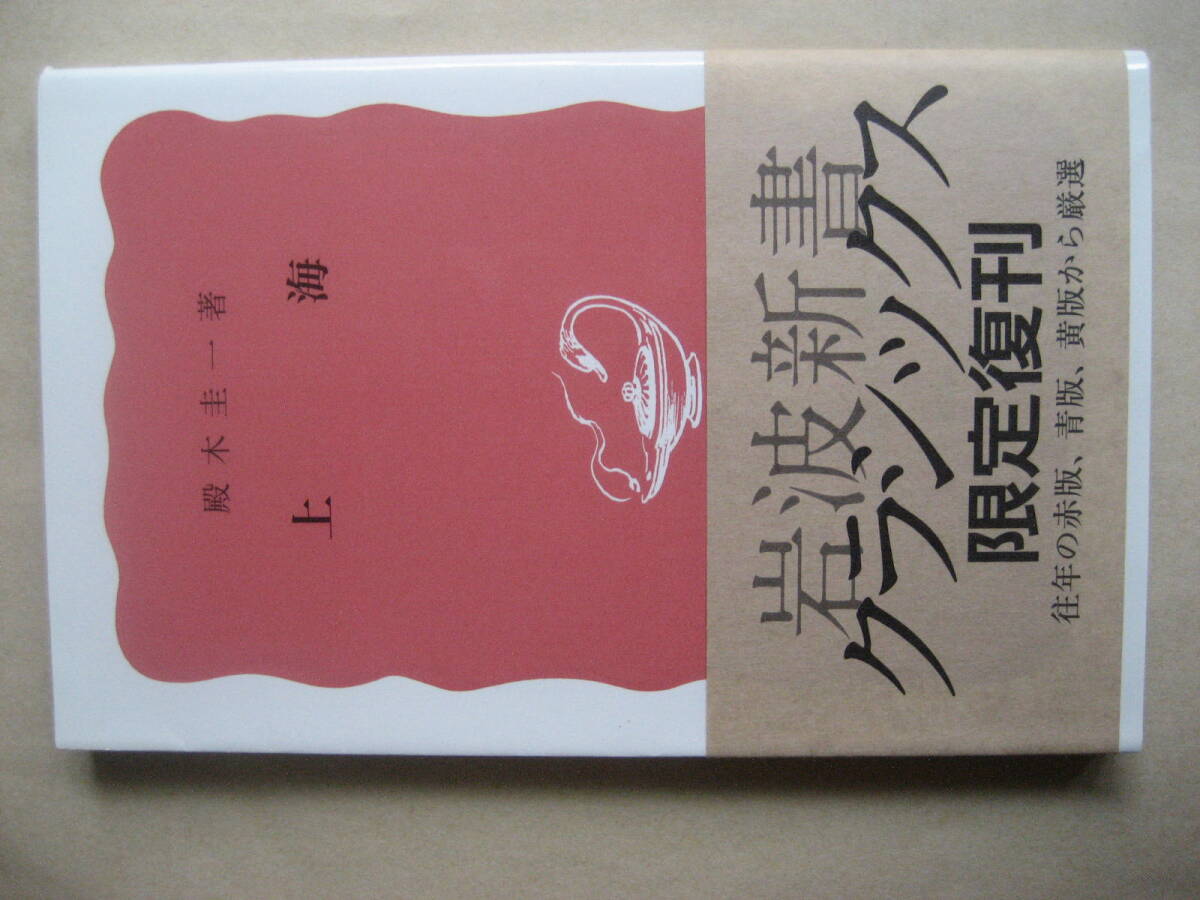 殿木圭一著
上海
岩波新書
クラシックス
限定復刊
往年の赤版、青版、黄版から厳選